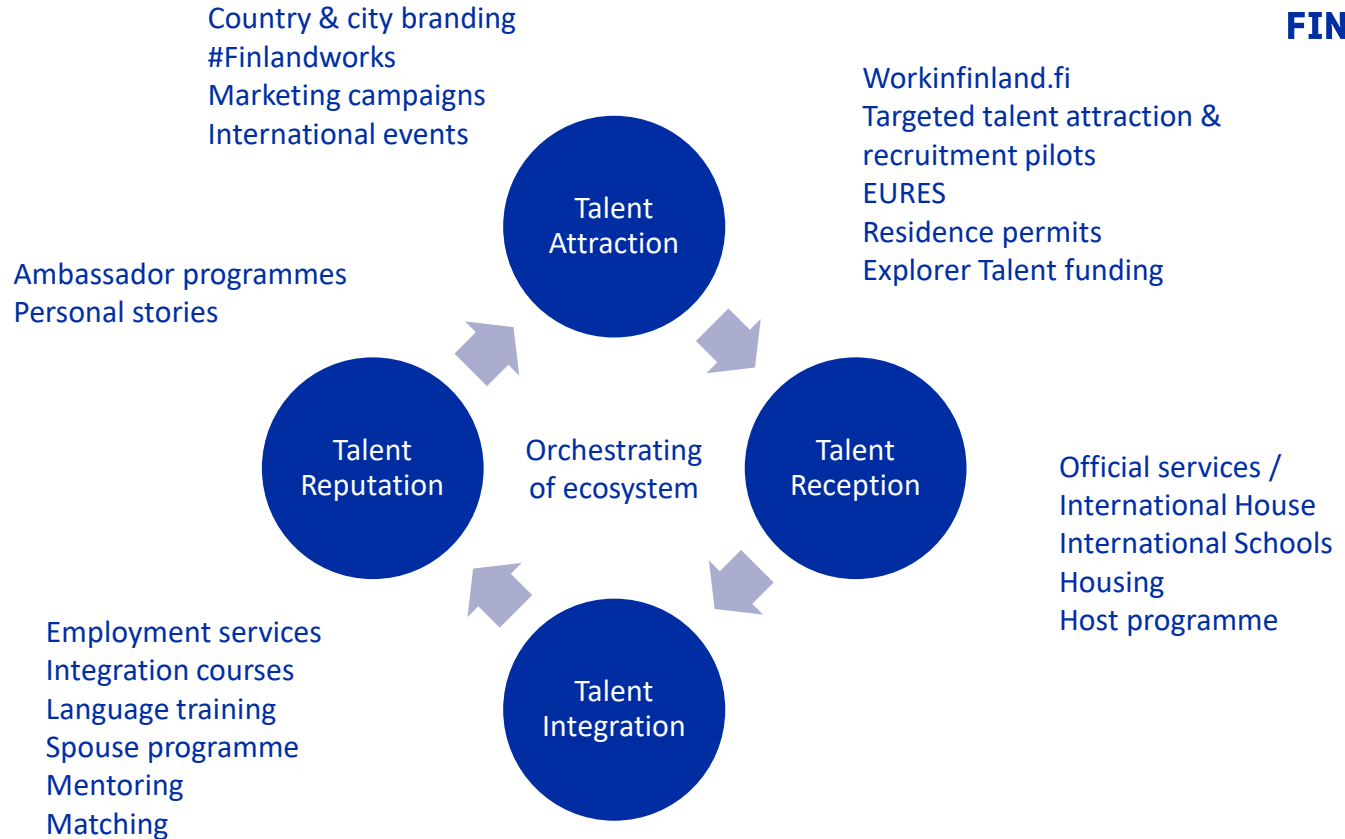 Country & city branding
#Finlandworks
Marketing campaigns
International events
FIN
Workinfinland.fi
Targeted talent attraction &
recruitment pilots
EURES
Residence permits
Explorer Talent funding
Talent
Attraction
Ambassador programmes
Personal stories
Talent
Reputation
Orchestrating
of ecosystem
Talent
Reception
Official services /
International House
International Schools
Housing
Host programme
Employment services
Integration courses
Language training
Spouse programme
Mentoring
Matching
Talent
Integration